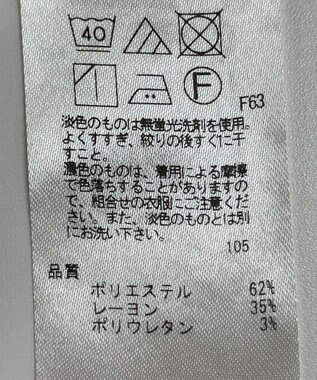 40
F
F63
淡色のものは無蛍光洗剤を使用。
よくすすぎ、絞りの後すぐに干
すこと。
濃色のものは、着用による摩擦
で色落ちすることがありますの
で、組合せの衣服にご注意くだ
さい。また、淡色のものとは別
にお洗い下さい。
105
品質
ポリエステル 62%
レーヨン 35%
ポリウレタン 3%